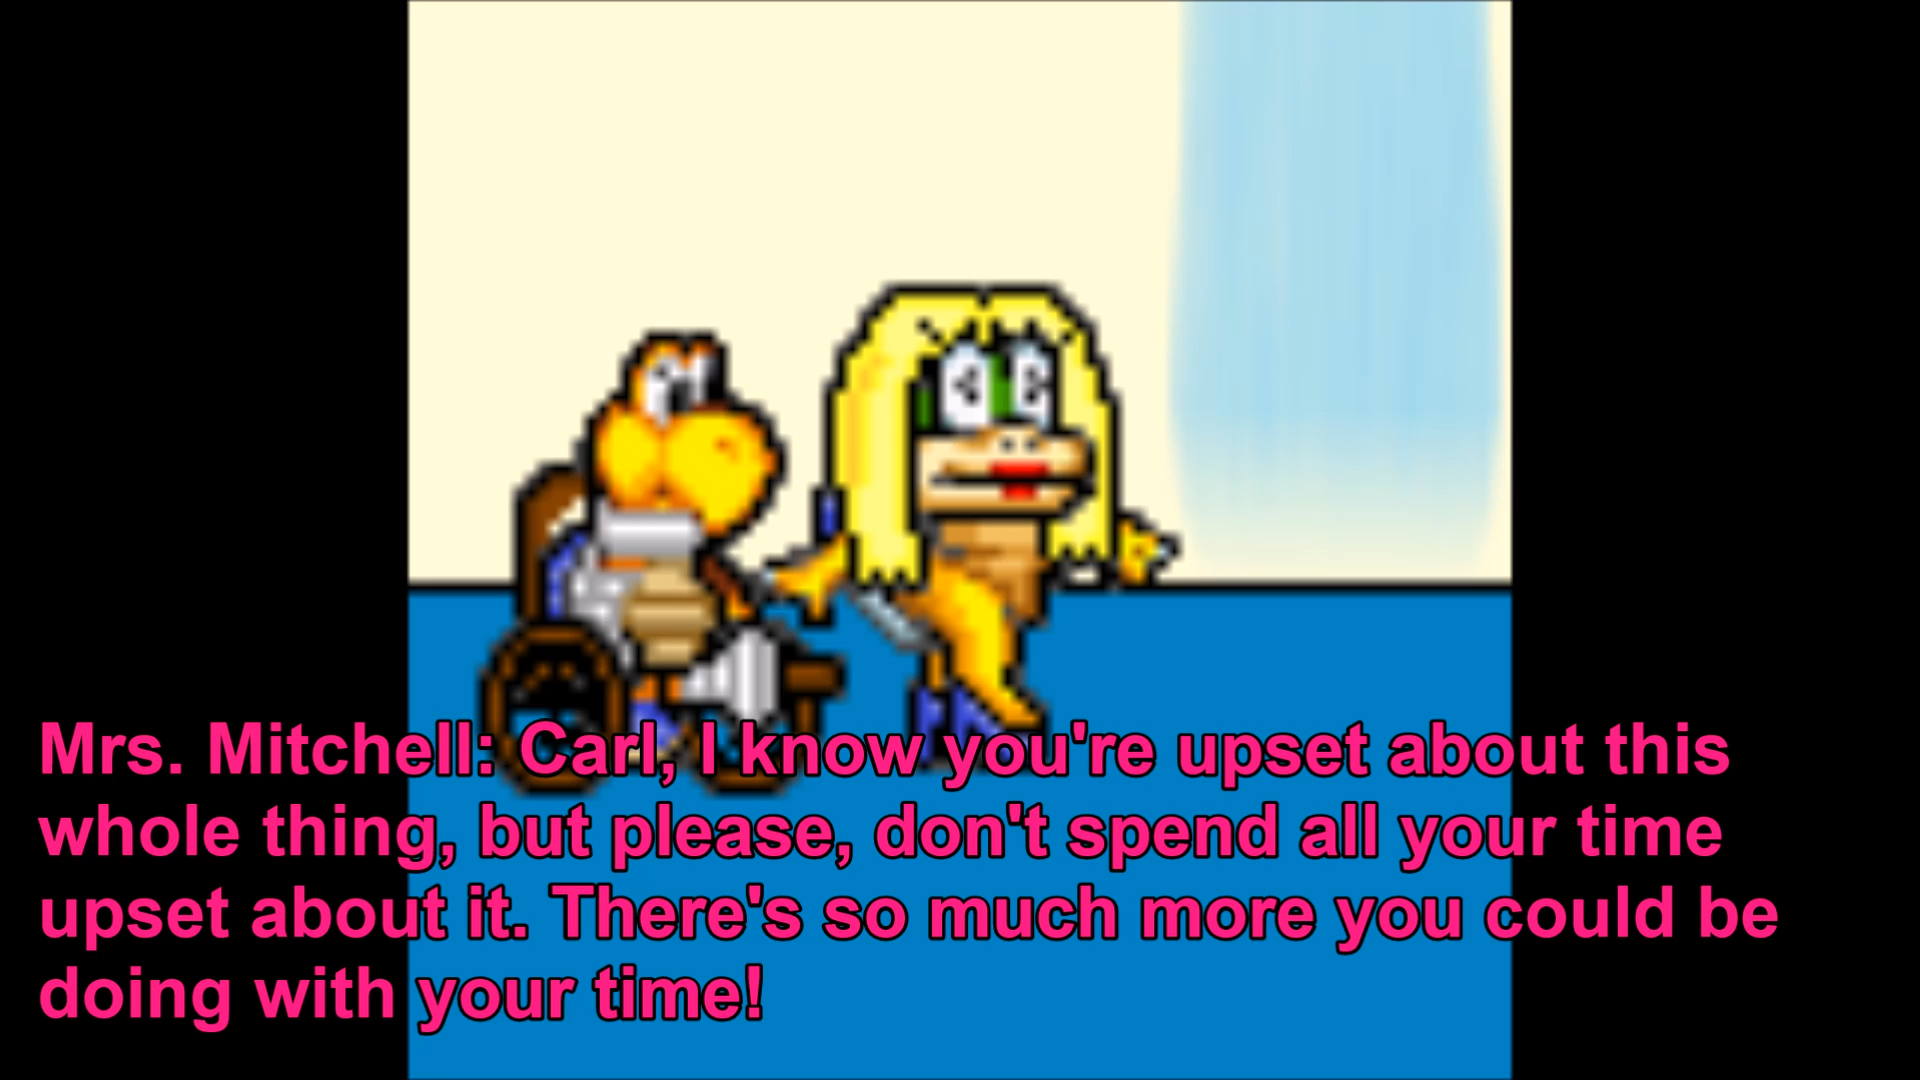 Mrs. Mitchell: Carl, I know you're upset about this
whole thing, but please, don't spend all your time
upset about it. There's so much more you could be
doing with your time!